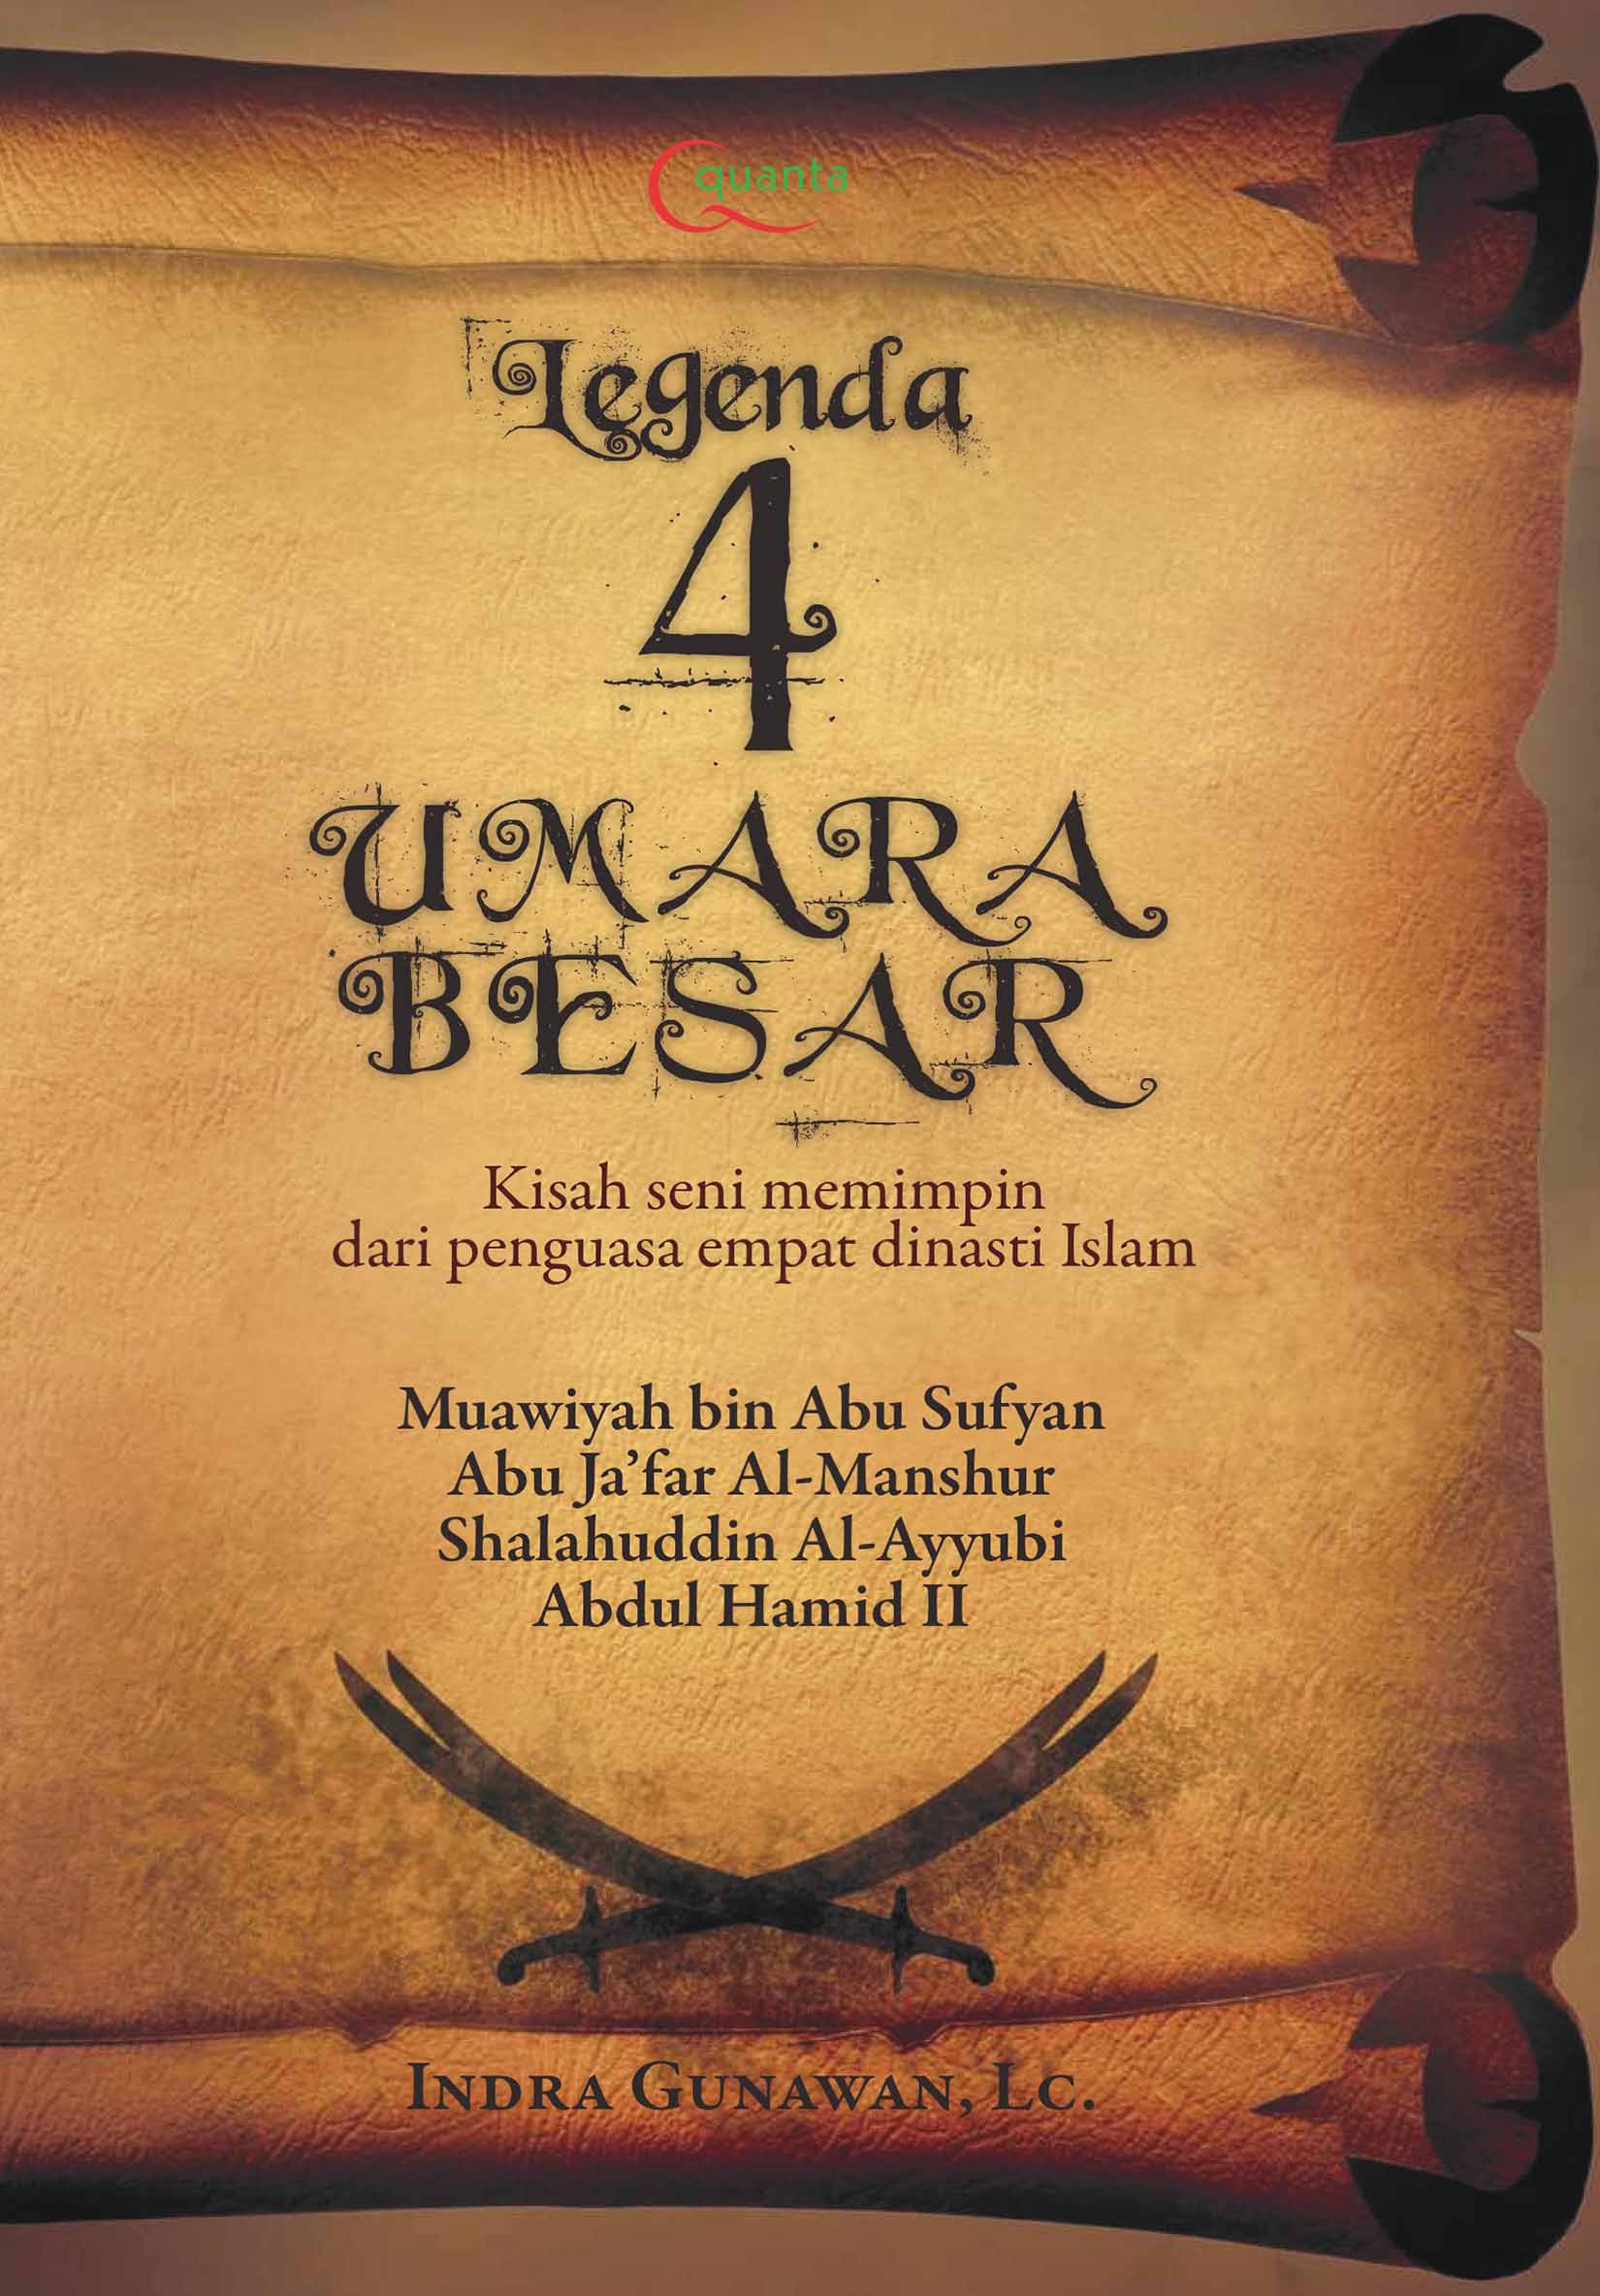 quanta
Legenda
4
UMARA
BESAR
Kisah seni memimpin
dari penguasa empat dinasti Islam
Muawiyah bin Abu Sufyan
Abu Ja’far Al-Manshur
Shalahuddin Al-Ayyubi
Abdul Hamid II
INDRA GUNAWAN, LC.